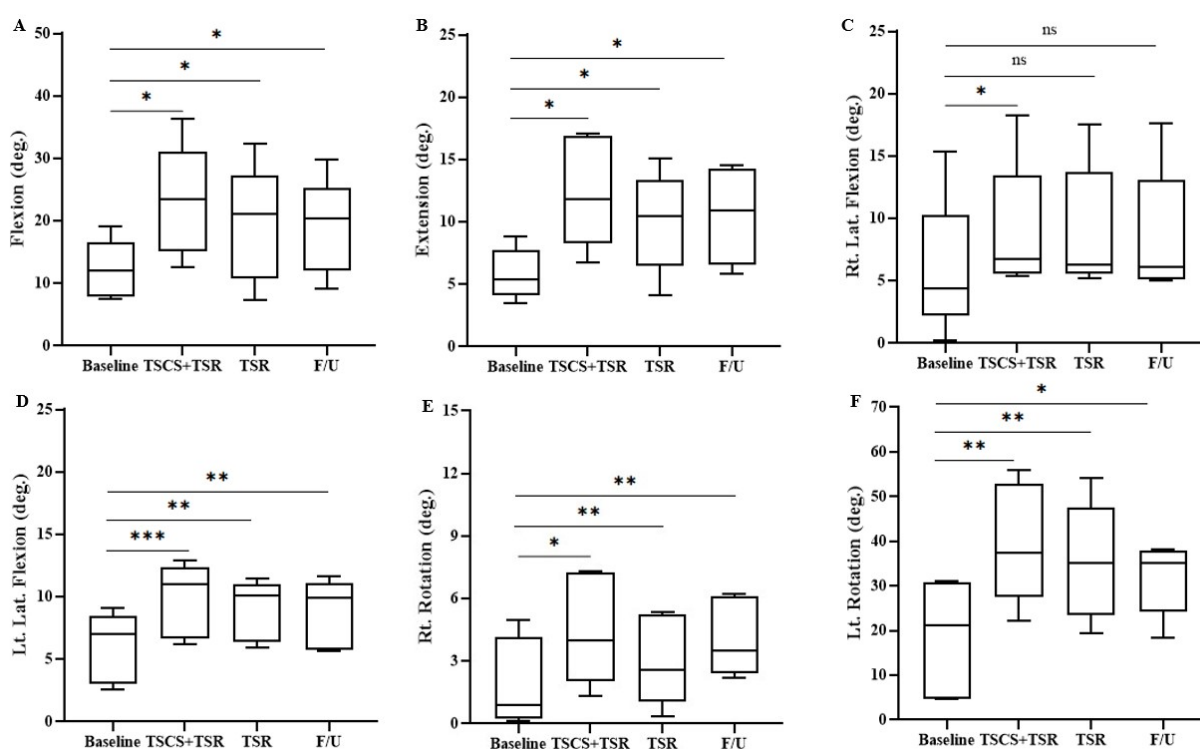 A
Flexion (deg.)
50
40
30
20
10
0
*
*
*
Baseline TSCS+TSR TSR F/U
B
Extension (deg.)
25
20
15
10
5
0
*
*
*
Baseline TSCS+TSR TSR F/U
C
Rt. Lat. Flexion (deg.)
25
20
15
10
5
0
ns
ns
*
Baseline TSCS+TSR TSR F/U
D
Lt. Lat. Flexion (deg.)
25
20
15
10
5
0
**
**
***
Baseline TSCS+TSR TSR F/U
E
Rt. Rotation (deg.)
15
12
9
6
3
0
**
**
*
Baseline TSCS+TSR TSR F/U
F
Lt. Rotation (deg.)
70
60
50
40
30
20
10
0
*
**
**
Baseline TSCS+TSR TSR F/U